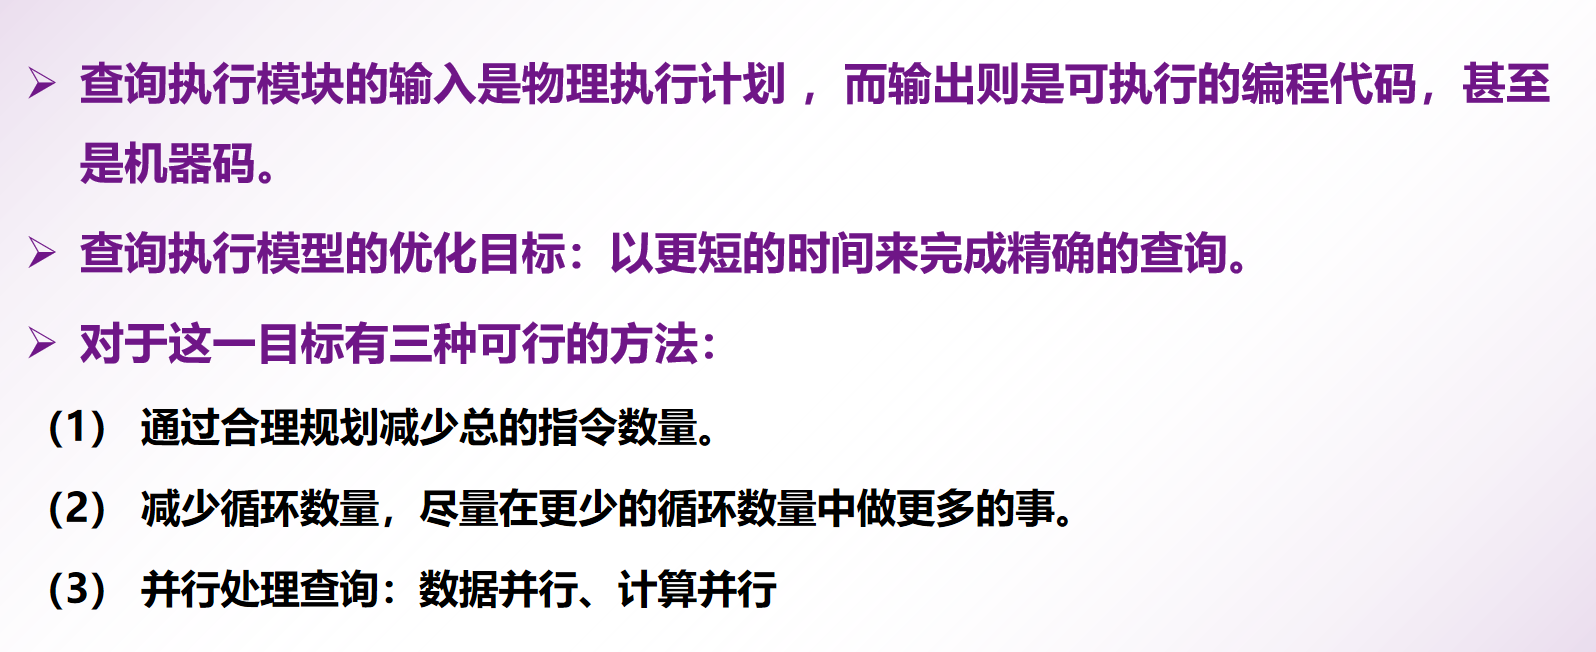 ➢ 查询执行模块的输入是物理执行计划，而输出则是可执行的编程代码，甚至
是机器码。
➢ 查询执行模型的优化目标：以更短的时间来完成精确的查询。
➢ 对于这一目标有三种可行的方法：
（1） 通过合理规划减少总的指令数量。
（2） 减少循环数量，尽量在更少的循环数量中做更多的事。
（3） 并行处理查询：数据并行、计算并行